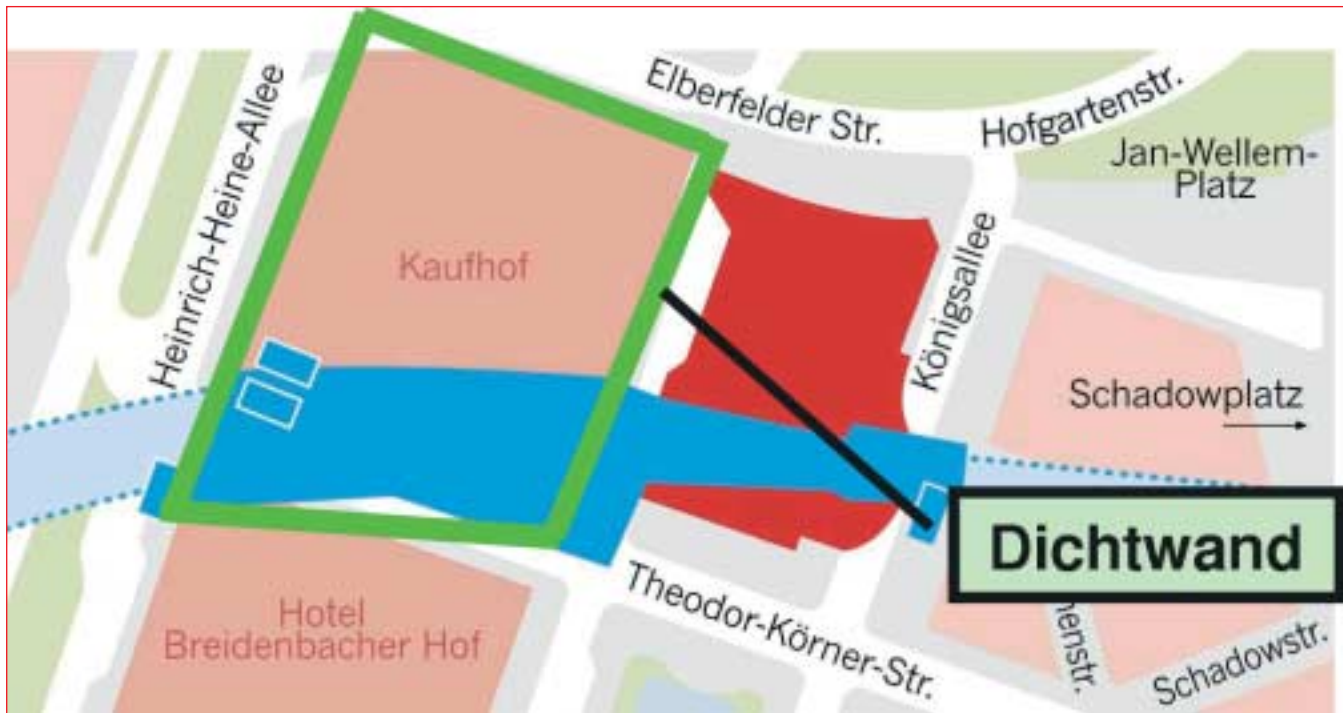 Heinrich-Heine-Allee
Elberfelder Str.
Hofgartenstr.
Jan-Wellem-
Platz
Kaufhof
Königsallee
Schadowplatz
Dichtwand
Hotel
Breidenbacher Hof
Theodor-Körner-Str.
nenstr.
Schadowstr.